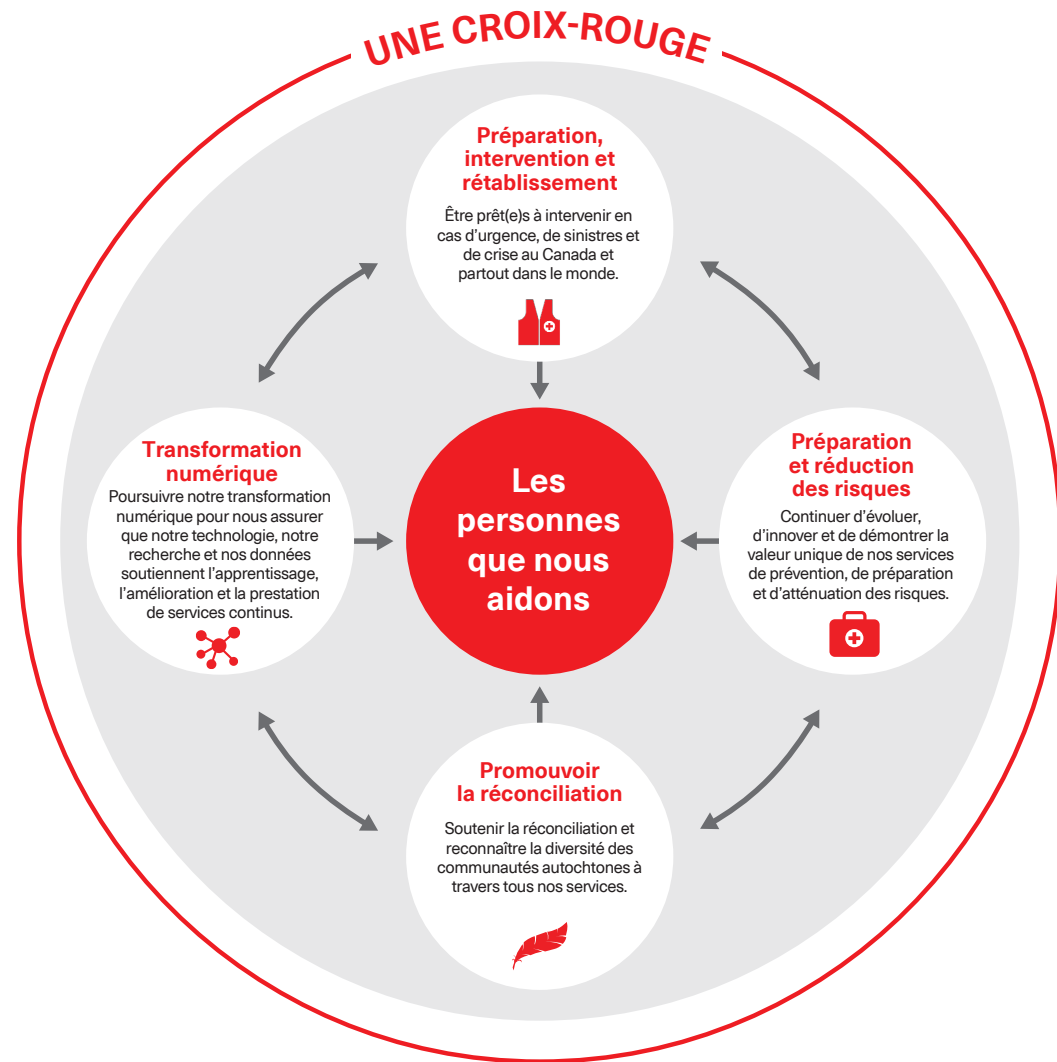 UNE CROIX-ROUGE
Préparation,
intervention et
rétablissement
Être prêt(e)s à intervenir en
cas d'urgence, de sinistres et
de crise au Canada et
partout dans le monde.
Transformation
numérique
Poursuivre notre transformation
numérique pour nous assurer
que notre technologie, notre
recherche et nos données
soutiennent l'apprentissage,
l'amélioration et la prestation
de services continus.
Les
personnes
que nous
aidons
Préparation
et réduction
des risques
Continuer d'évoluer,
d'innover et de démontrer la
valeur unique de nos services
de prévention, de préparation
et d'atténuation des risques.
Promouvoir
la réconciliation
Soutenir la réconciliation et
reconnaître la diversité des
communautés autochtones à
travers tous nos services.